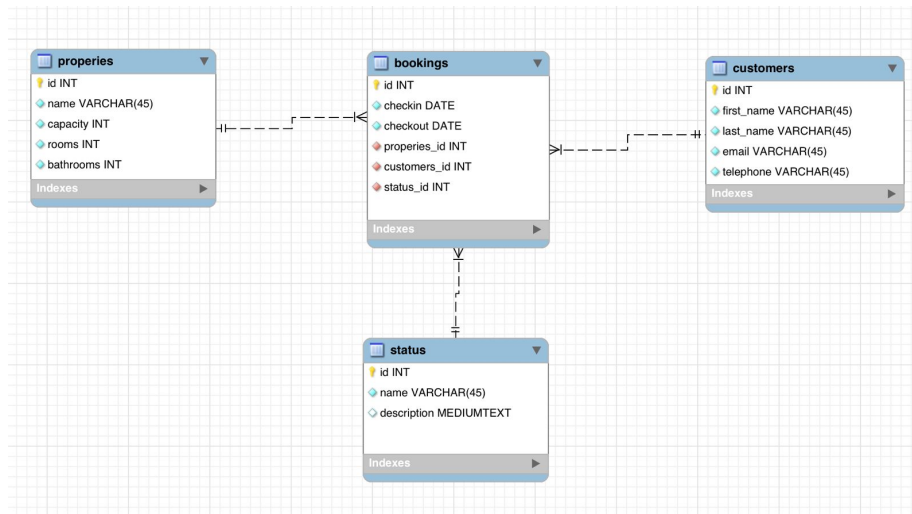 properies
id INT
name VARCHAR(45)
capacity INT
rooms INT
bathrooms INT
Indexes
bookings
id INT
checkin DATE
checkout DATE
properies_id INT
customers_id INT
status_id INT
Indexes
customers
id INT
first_name VARCHAR(45)
last_name VARCHAR(45)
email VARCHAR(45)
telephone VARCHAR(45)
Indexes
status
id INT
name VARCHAR(45)
description MEDIUMTEXT
Indexes